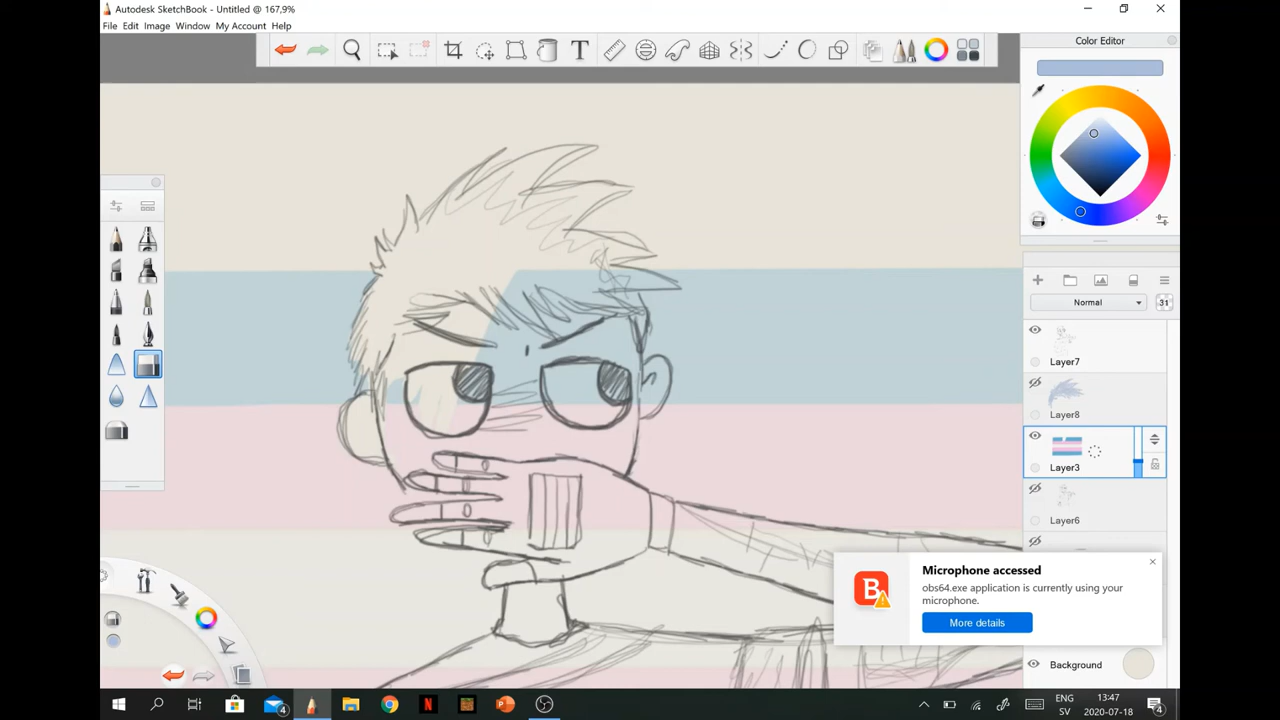 Autodesk SketchBook - Untitled @ 167,9%
File Edit Image Window My Account Help
T
Color Editor
Normal
31
Layer7
Layer8
Layer3
Layer6
B
Microphone accessed
obs64.exe application is currently using your
microphone.
More details
Background
4
N
P
ENG
SV
13:47
2020-07-18
4